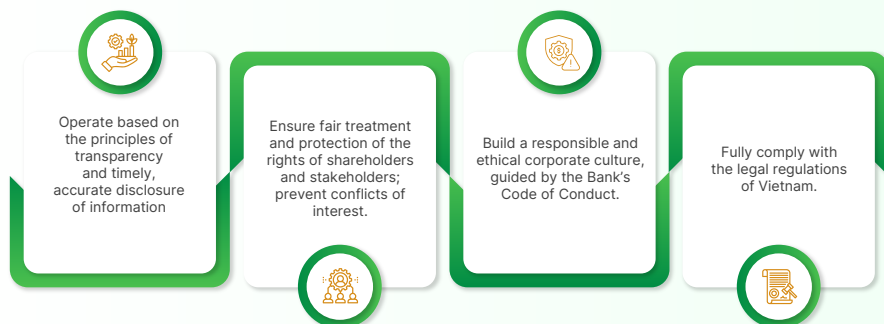 Operate based on
the principles of
transparency
and timely,
accurate disclosure
of information
Ensure fair treatment
and protection of the
rights of shareholders
and stakeholders;
prevent conflicts of
interest.
Build a responsible and
ethical corporate culture,
guided by the Bank’s
Code of Conduct.
Fully comply with
the legal regulations
of Vietnam.